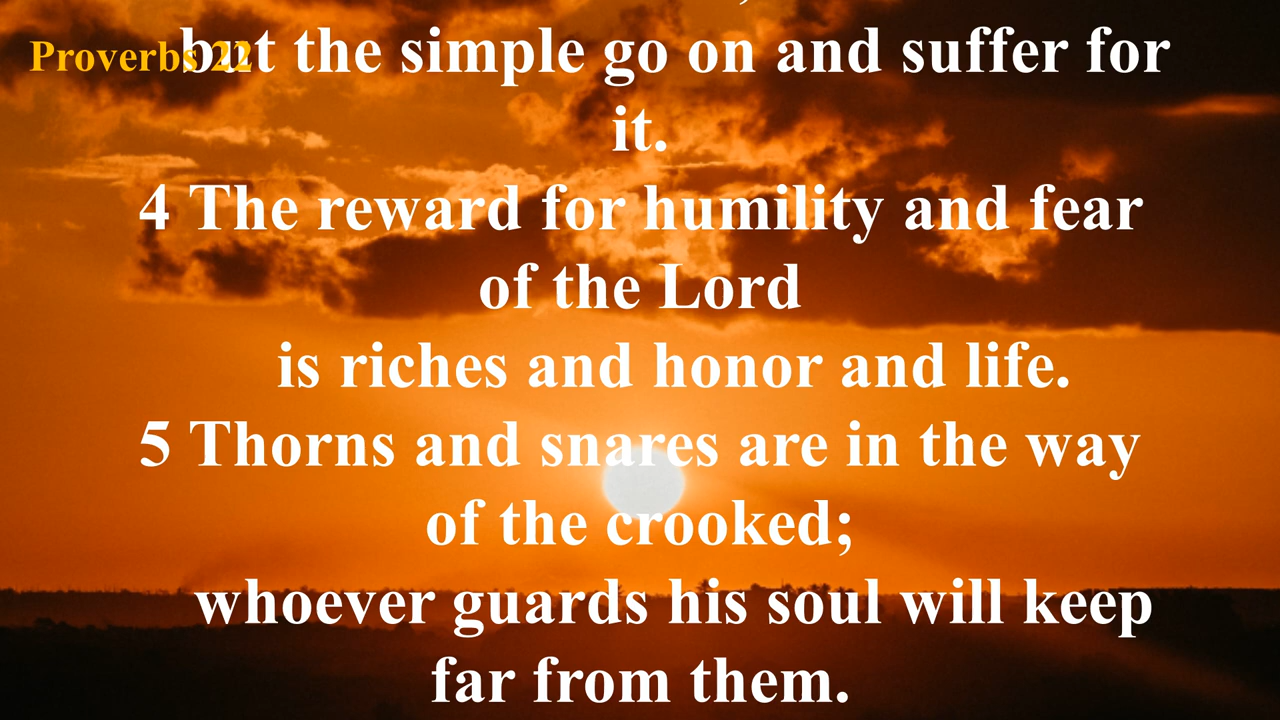 Proverbs 22
but the simple go on and suffer for
it.
4 The reward for humility and fear
of the Lord
is riches and honor and life.
5 Thorns and snares are in the way
of the crooked;
whoever guards his soul will keep
far from them.